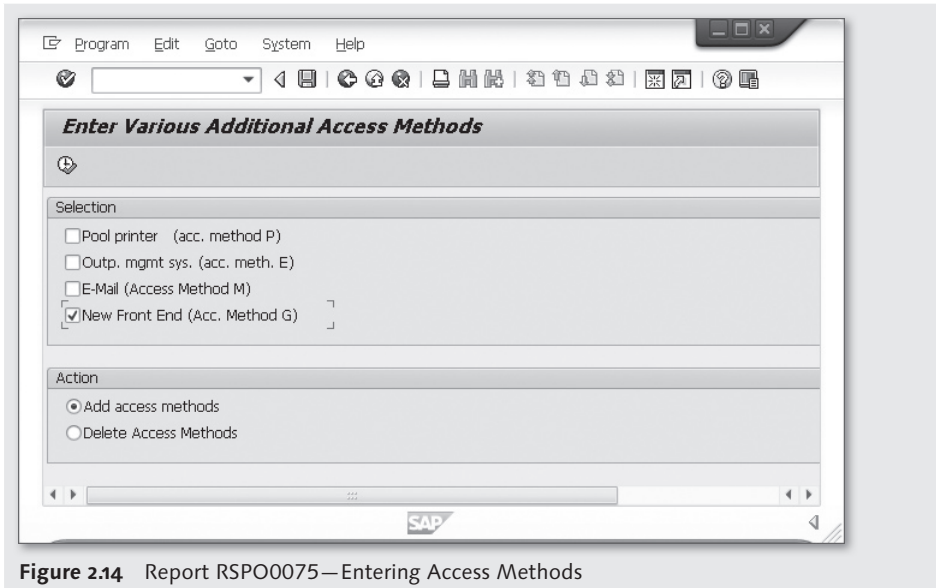 Program Edit Goto System Help
Enter Various Additional Access Methods
Selection
Pool printer (acc. method P)
Outp. mgmt sys. (acc. meth. E)
E-Mail (Access Method M)
New Front End (Acc. Method G)
Action
Add access methods
Delete Access Methods
SAP
Figure 2.14 Report RSPO0075—Entering Access Methods